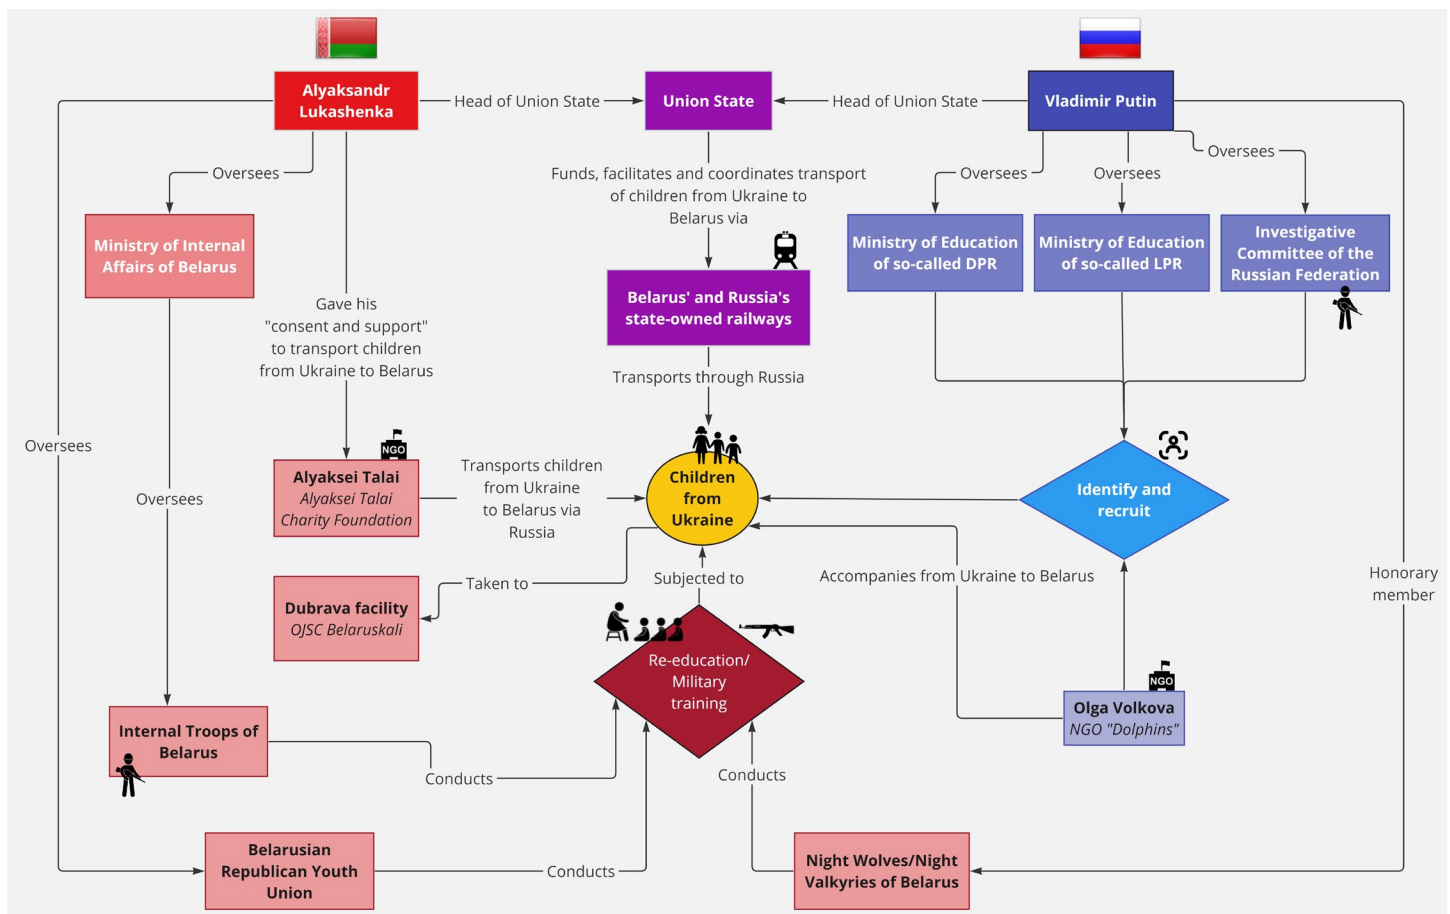 Alyaksandr
Lukashenka
Head of Union State
Union State
Head of Union State
Vladimir Putin
Oversees
Funds, facilitates and coordinates transport
of children from Ukraine to
Belarus via
Oversees
Oversees
Oversees
Ministry of Internal
Affairs of Belarus
Ministry of Education
of so-called DPR
Ministry of Education
of so-called LPR
Investigative
Committee of the
Russian Federation
Gave his
"consent and support"
to transport children
from Ukraine to Belarus
Belarus' and Russia's
state-owned railways
Transports through Russia
Oversees
Oversees
NGO
Alyaksei Talai
Alyaksei Talai
Charity Foundation
Transports children
from Ukraine
to Belarus via
Russia
Children
from
Ukraine
Identify and
recruit
Taken to
Subjected to
Accompanies from Ukraine to Belarus
Honorary
member
Dubrava facility
OJSC Belaruskali
Re-education/
Military
training
NGO
Olga Volkova
NGO "Dolphins"
Internal Troops of
Belarus
Conducts
Conducts
Belarusian
Republican Youth
Union
Conducts
Night Wolves/Night
Valkyries of Belarus